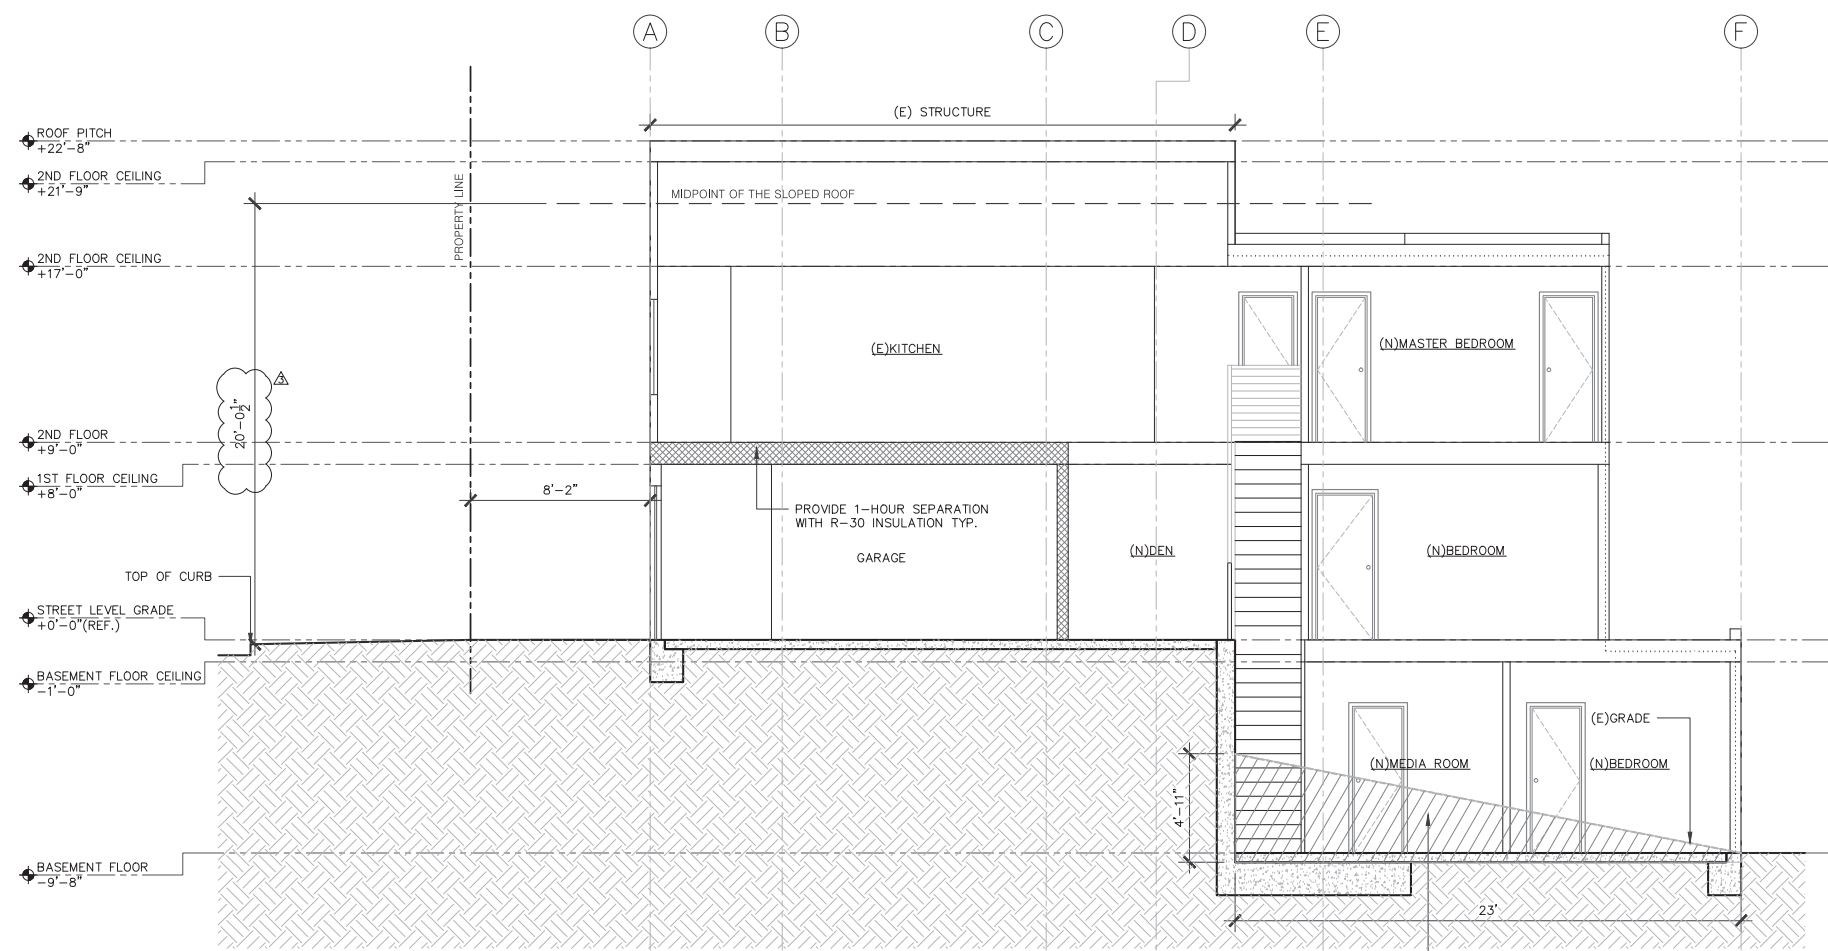 A
B
C
D
E
F
(E) STRUCTURE
ROOF PITCH
+22'-8"
2ND FLOOR CEILING
+21'-9"
PROPERTY LINE
MIDPOINT OF THE SLOPED ROOF
2ND FLOOR CEILING
+17'-0"
(E)KITCHEN
(N)MASTER BEDROOM
3
20'-0 1/2"
2ND FLOOR
+9'-0"
1ST FLOOR CEILING
+8'-0"
8'-2"
PROVIDE 1-HOUR SEPARATION
WITH R-30 INSULATION TYP.
GARAGE
(N)DEN
(N)BEDROOM
TOP OF CURB
STREET LEVEL GRADE
+0'-0"(REF.)
BASEMENT FLOOR CEILING
-1'-0"
(E)GRADE
(N)MEDIA ROOM
(N)BEDROOM
4'-11"
BASEMENT FLOOR
-9'-8"
23'